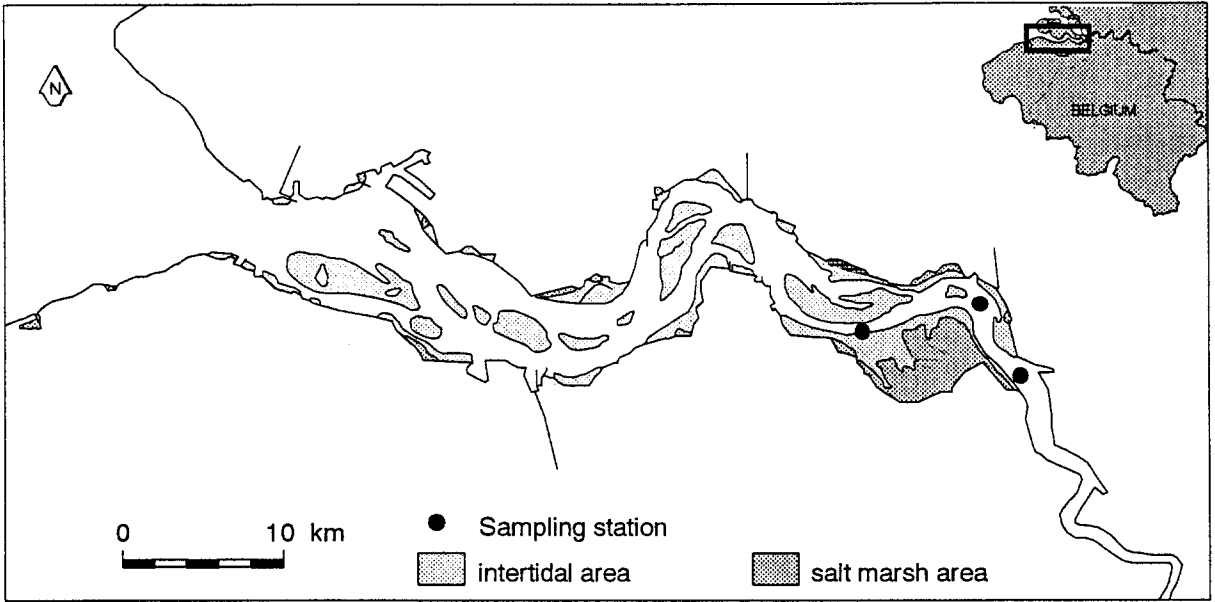 N
BELGIUM
0 10 km
Sampling station
intertidal area
salt marsh area